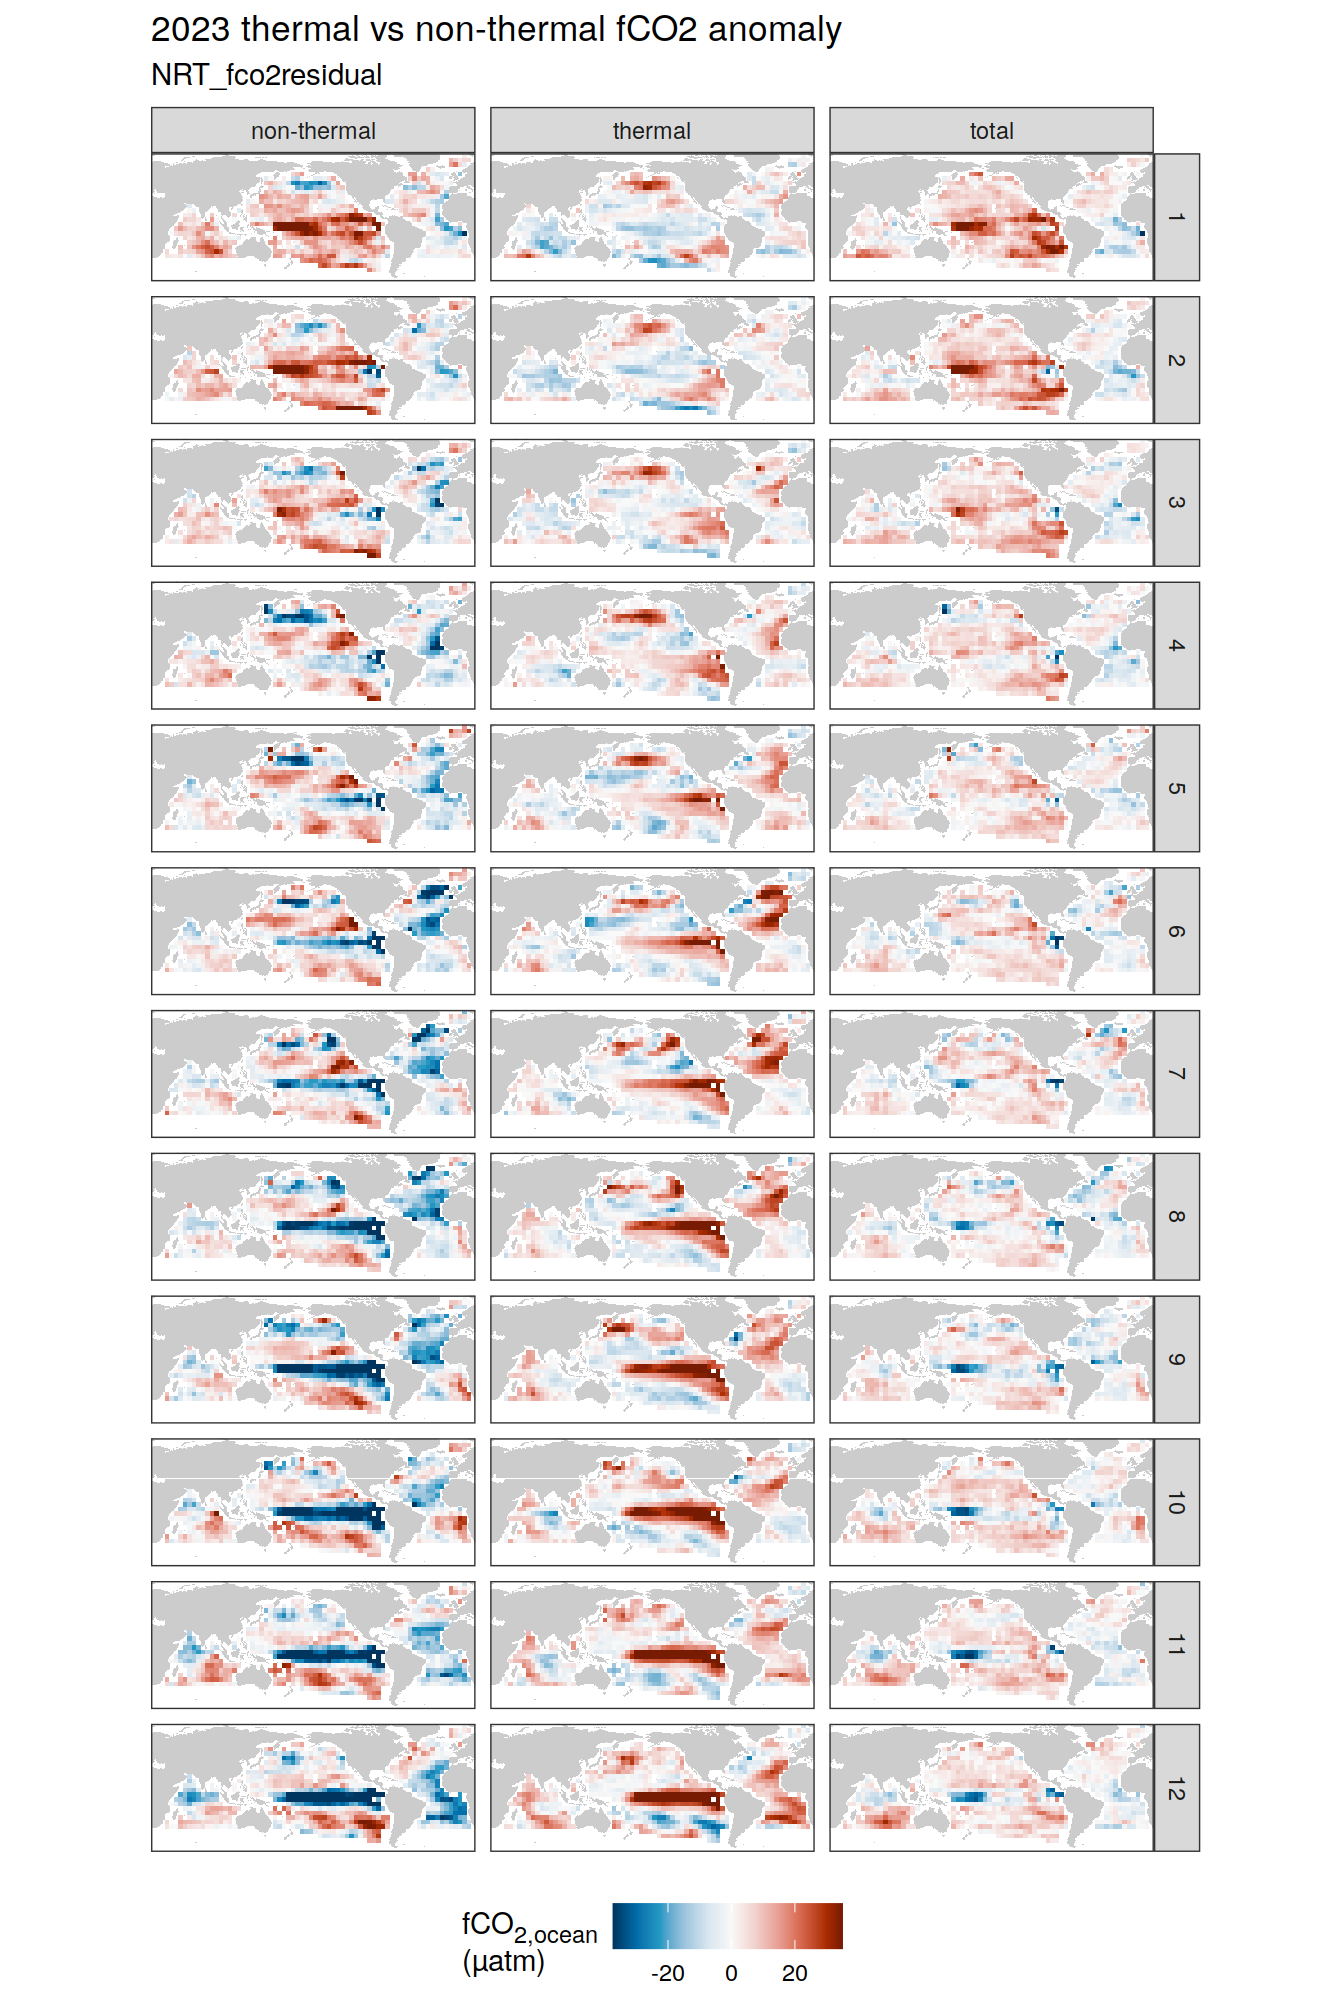 2023 thermal vs non-thermal fCO2 anomaly
NRT_fco2residual
non-thermal thermal total
1
2
3
4
5
6
7
8
9
10
11
12
fCO2,ocean
(µatm)
-20 0 20